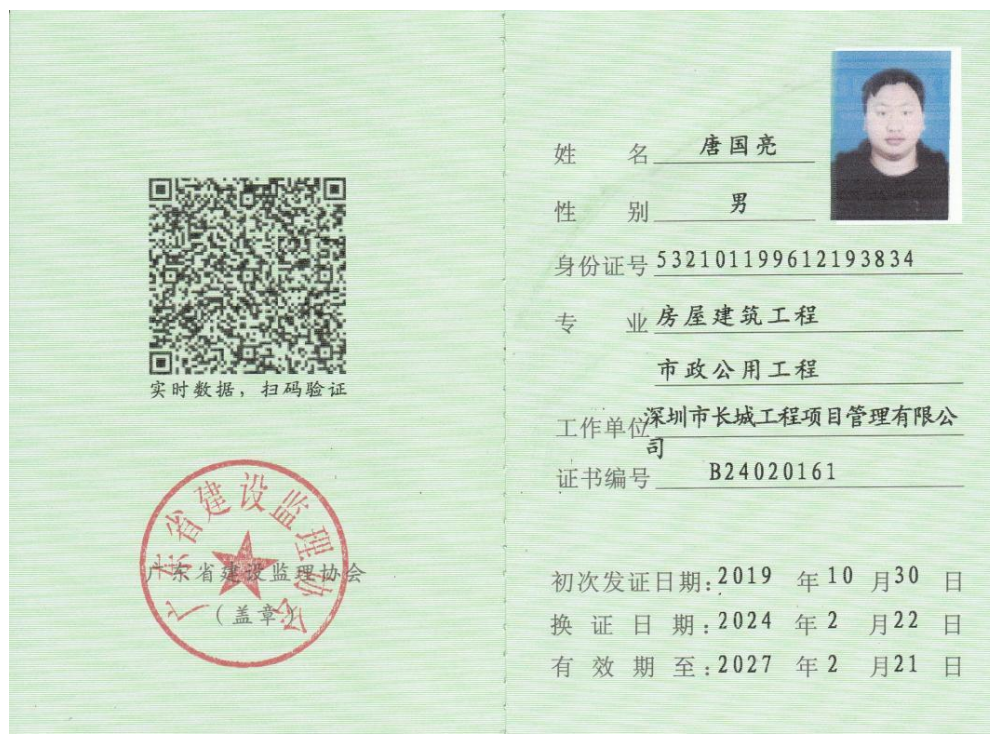 实时数据，扫码验证
广东省建设监理协会
广东省建设监理协会
（盖章）
姓 名 唐国亮
性 别 男
身份证号 532101199612193834
专 业 房屋建筑工程
市政公用工程
工作单位 深圳市长城工程项目管理有限公
司
证书编号 B24020161
初次发证日期:2019 年 10 月 30 日
换 证 日 期:2024 年 2 月 22 日
有 效 期 至:2027 年 2 月 21 日